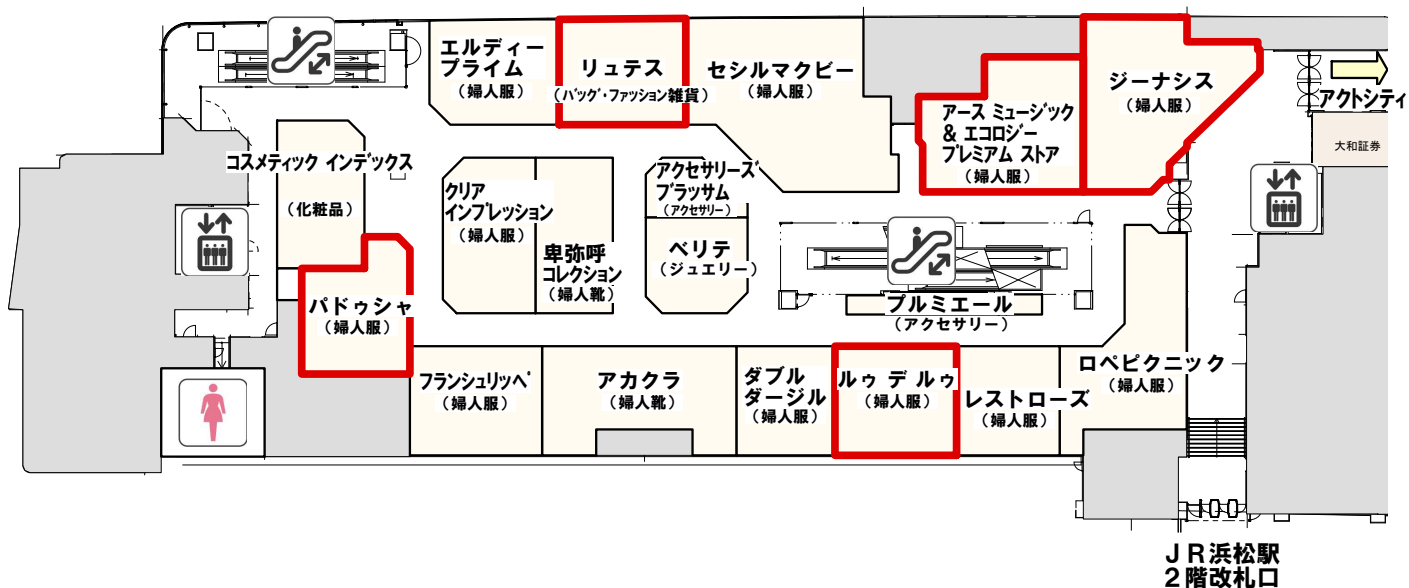 エルディー
プライム
（婦人服）
リュテス
（バッグ・ファッション雑貨）
セシルマクビー
（婦人服）
アース ミュージック
& エコロジー
プレミアム ストア
（婦人服）
ジーナシス
（婦人服）
アクトシティ
大和証券
コスメティック インデックス
（化粧品）
クリア
インプレッション
（婦人服）
卑弥呼
コレクション
（婦人靴）
アクセサリーズ
ブラッサム
（アクセサリー）
ベリテ
（ジュエリー）
プルミエール
（アクセサリー）
パドゥシャ
（婦人服）
フランシュリッペ
（婦人服）
アカクラ
（婦人靴）
ダブル
ダージル
（婦人服）
ルゥ デルゥ
（婦人服）
レストローズ
（婦人服）
ロペピクニック
（婦人服）
ＪＲ浜松駅
２階改札口